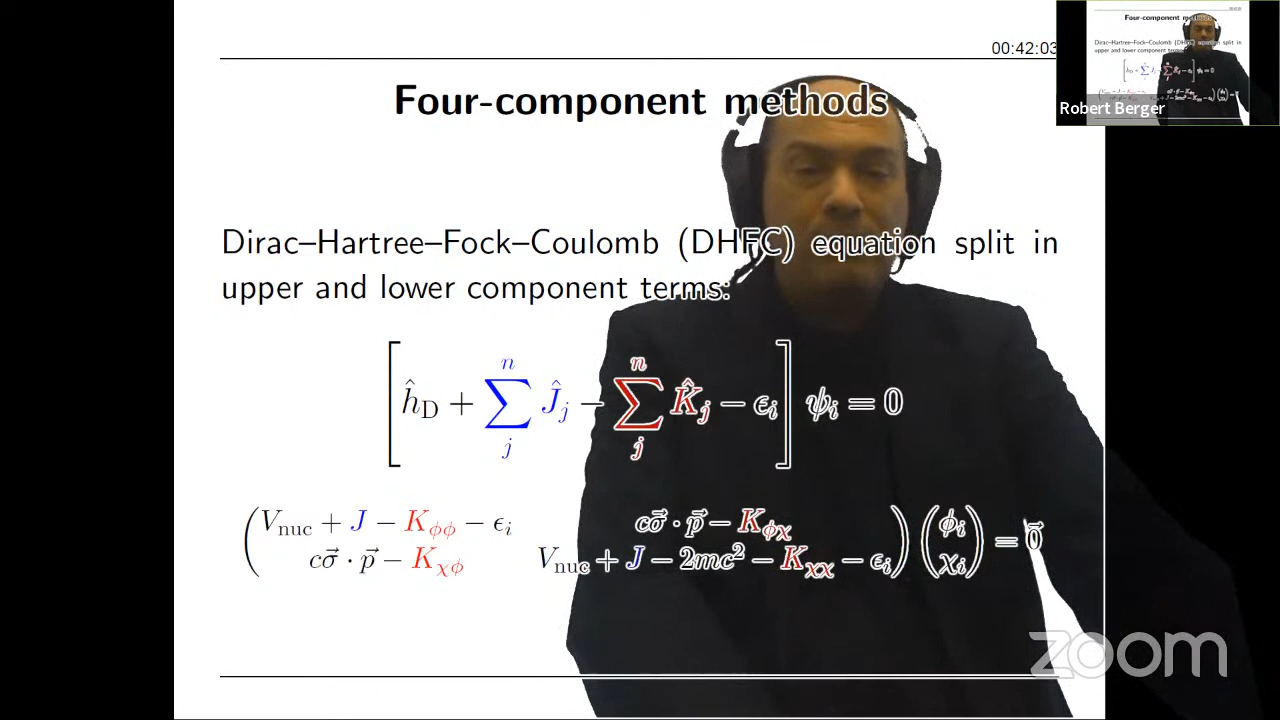 00:42:03
Four-component methods
Dirac–Hartree–Fock–Coulomb (DHFC) equation split in
upper and lower component terms:
[ĥ_D + ∑_j^n Ĵ_j − ∑_j^n K̂_j − ϵ_i] ψ_i = 0
(V_nuc + J − K_ϕϕ − ϵ_i   cσ⃗ · p⃗ − K_ϕχ) (ϕ_i) = 0⃗
(cσ⃗ · p⃗ − K_χϕ   V_nuc + J − 2mc² − K_χχ − ϵ_i) (χ_i)
Robert Berger
zoom